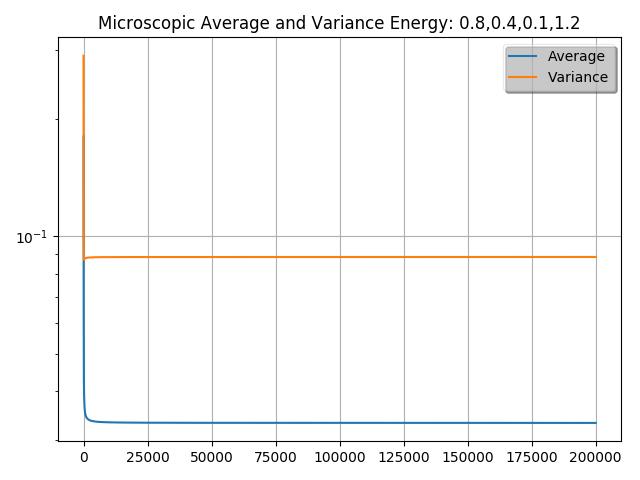 Microscopic Average and Variance Energy: 0.8,0.4,0.1,1.2
Average
Variance
10⁻¹
0 25000 50000 75000 100000 125000 150000 175000 200000